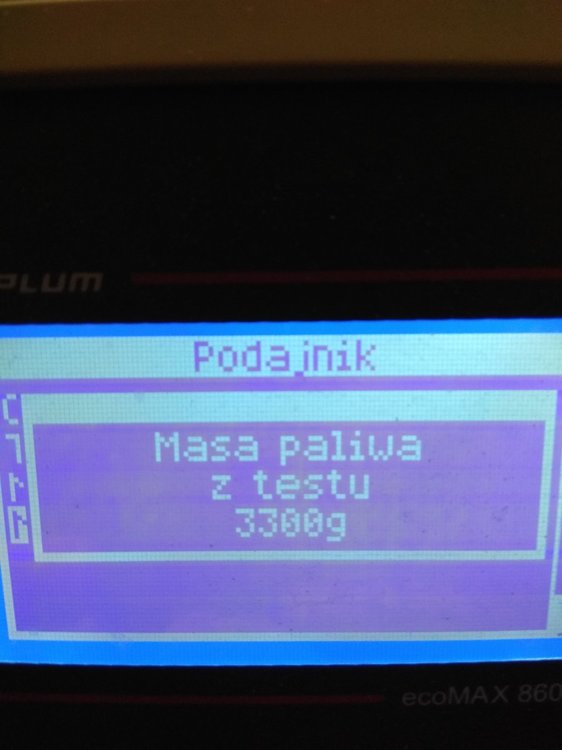 PLUM
Podajnik
Masa paliwa
z testu
3300g
ecoMAX 860